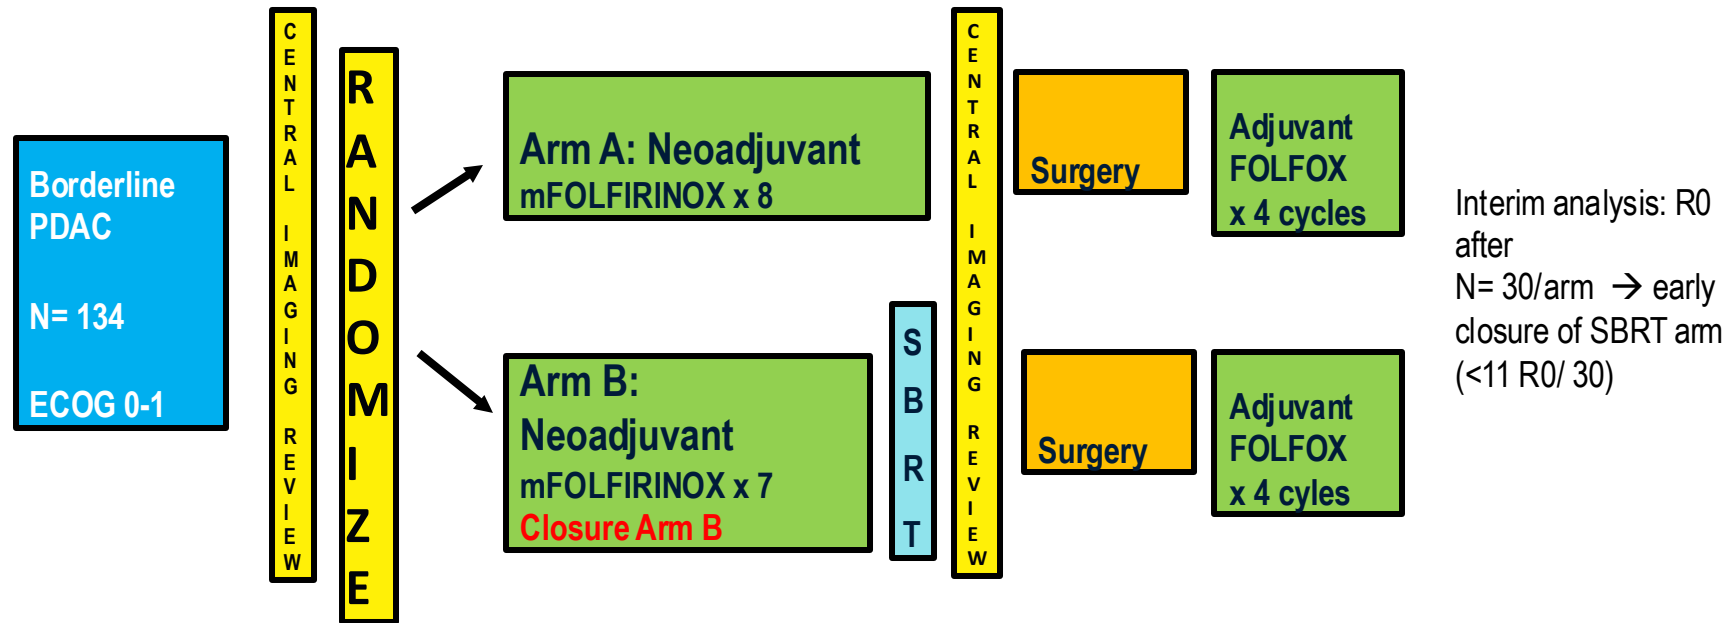 Borderline
PDAC
N= 134
ECOG 0-1
CENTRAL IMAGING REVIEW
RANDOMIZE
Arm A: Neoadjuvant
mFOLFIRINOX x 8
Arm B:
Neoadjuvant
mFOLFIRINOX x 7
Closure Arm B
SBRT
CENTRAL IMAGING REVIEW
Surgery
Adjuvant
FOLFOX
x 4 cycles
Surgery
Adjuvant
FOLFOX
x 4 cyles
Interim analysis: R0
after
N= 30/arm → early
closure of SBRT arm
(<11 R0/ 30)